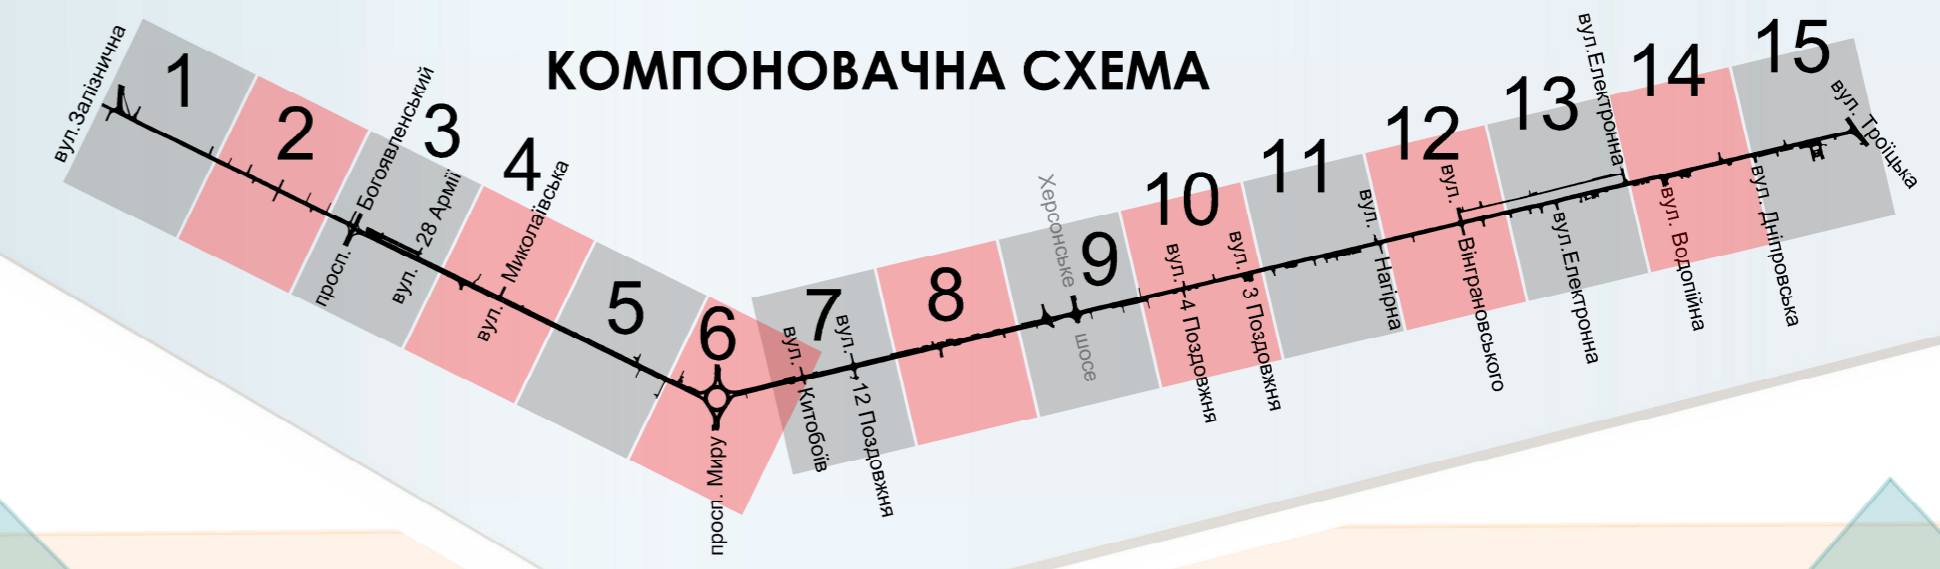 КОМПОНОВАЧНА СХЕМА
вул.Залізнична
1
2
просп. Богоявленський
3
вул. 28 Армії
4
вул. Миколаївська
5
6
просп. Миру
7
вул. Китобоїв
вул. 12 Поздовжня
8
Херсонське шосе
9
10
вул. 4 Поздовжня
вул. 3 Поздовжня
11
вул. Нагірна
12
вул. Вінграновського
13
вул.Електронна
вул.Електронна
14
вул. Водопійна
15
вул. Дніпровська
вул. Троїцька